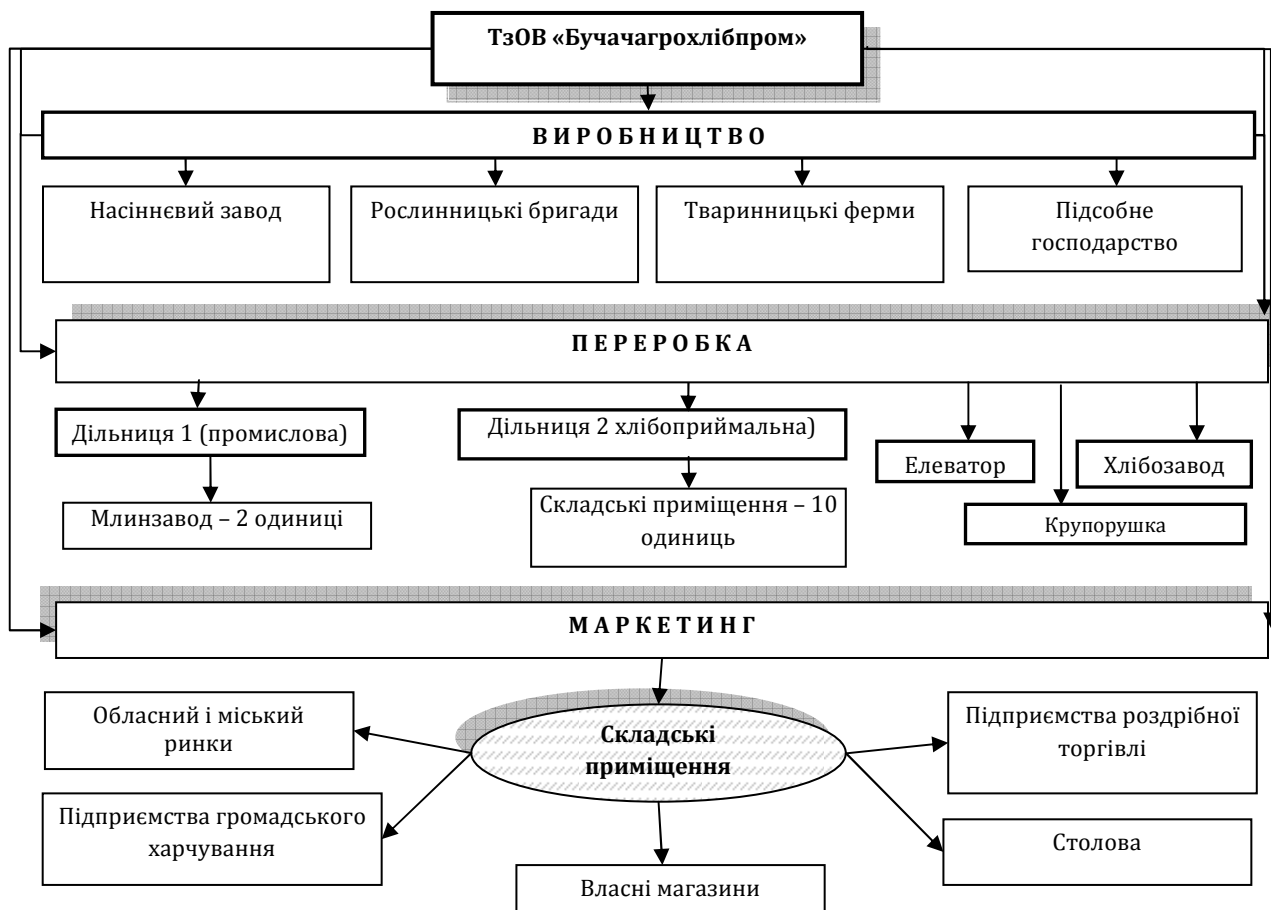 ТзОВ «Бучачагрохлібпром»
В И Р О Б Н И Ц Т В О
Насіннєвий завод
Рослинницькі бригади
Тваринницькі ферми
Підсобне
господарство
П Е Р Е Р О Б К А
Дільниця 1 (промислова)
Дільниця 2 хлібоприймальна)
Елеватор
Хлібозавод
Млинзавод – 2 одиниці
Складські приміщення – 10
одиниць
Крупорушка
М А Р К Е Т И Н Г
Обласний і міський
ринки
Складські
приміщення
Підприємства роздрібної
торгівлі
Підприємства громадського
харчування
Столова
Власні магазини